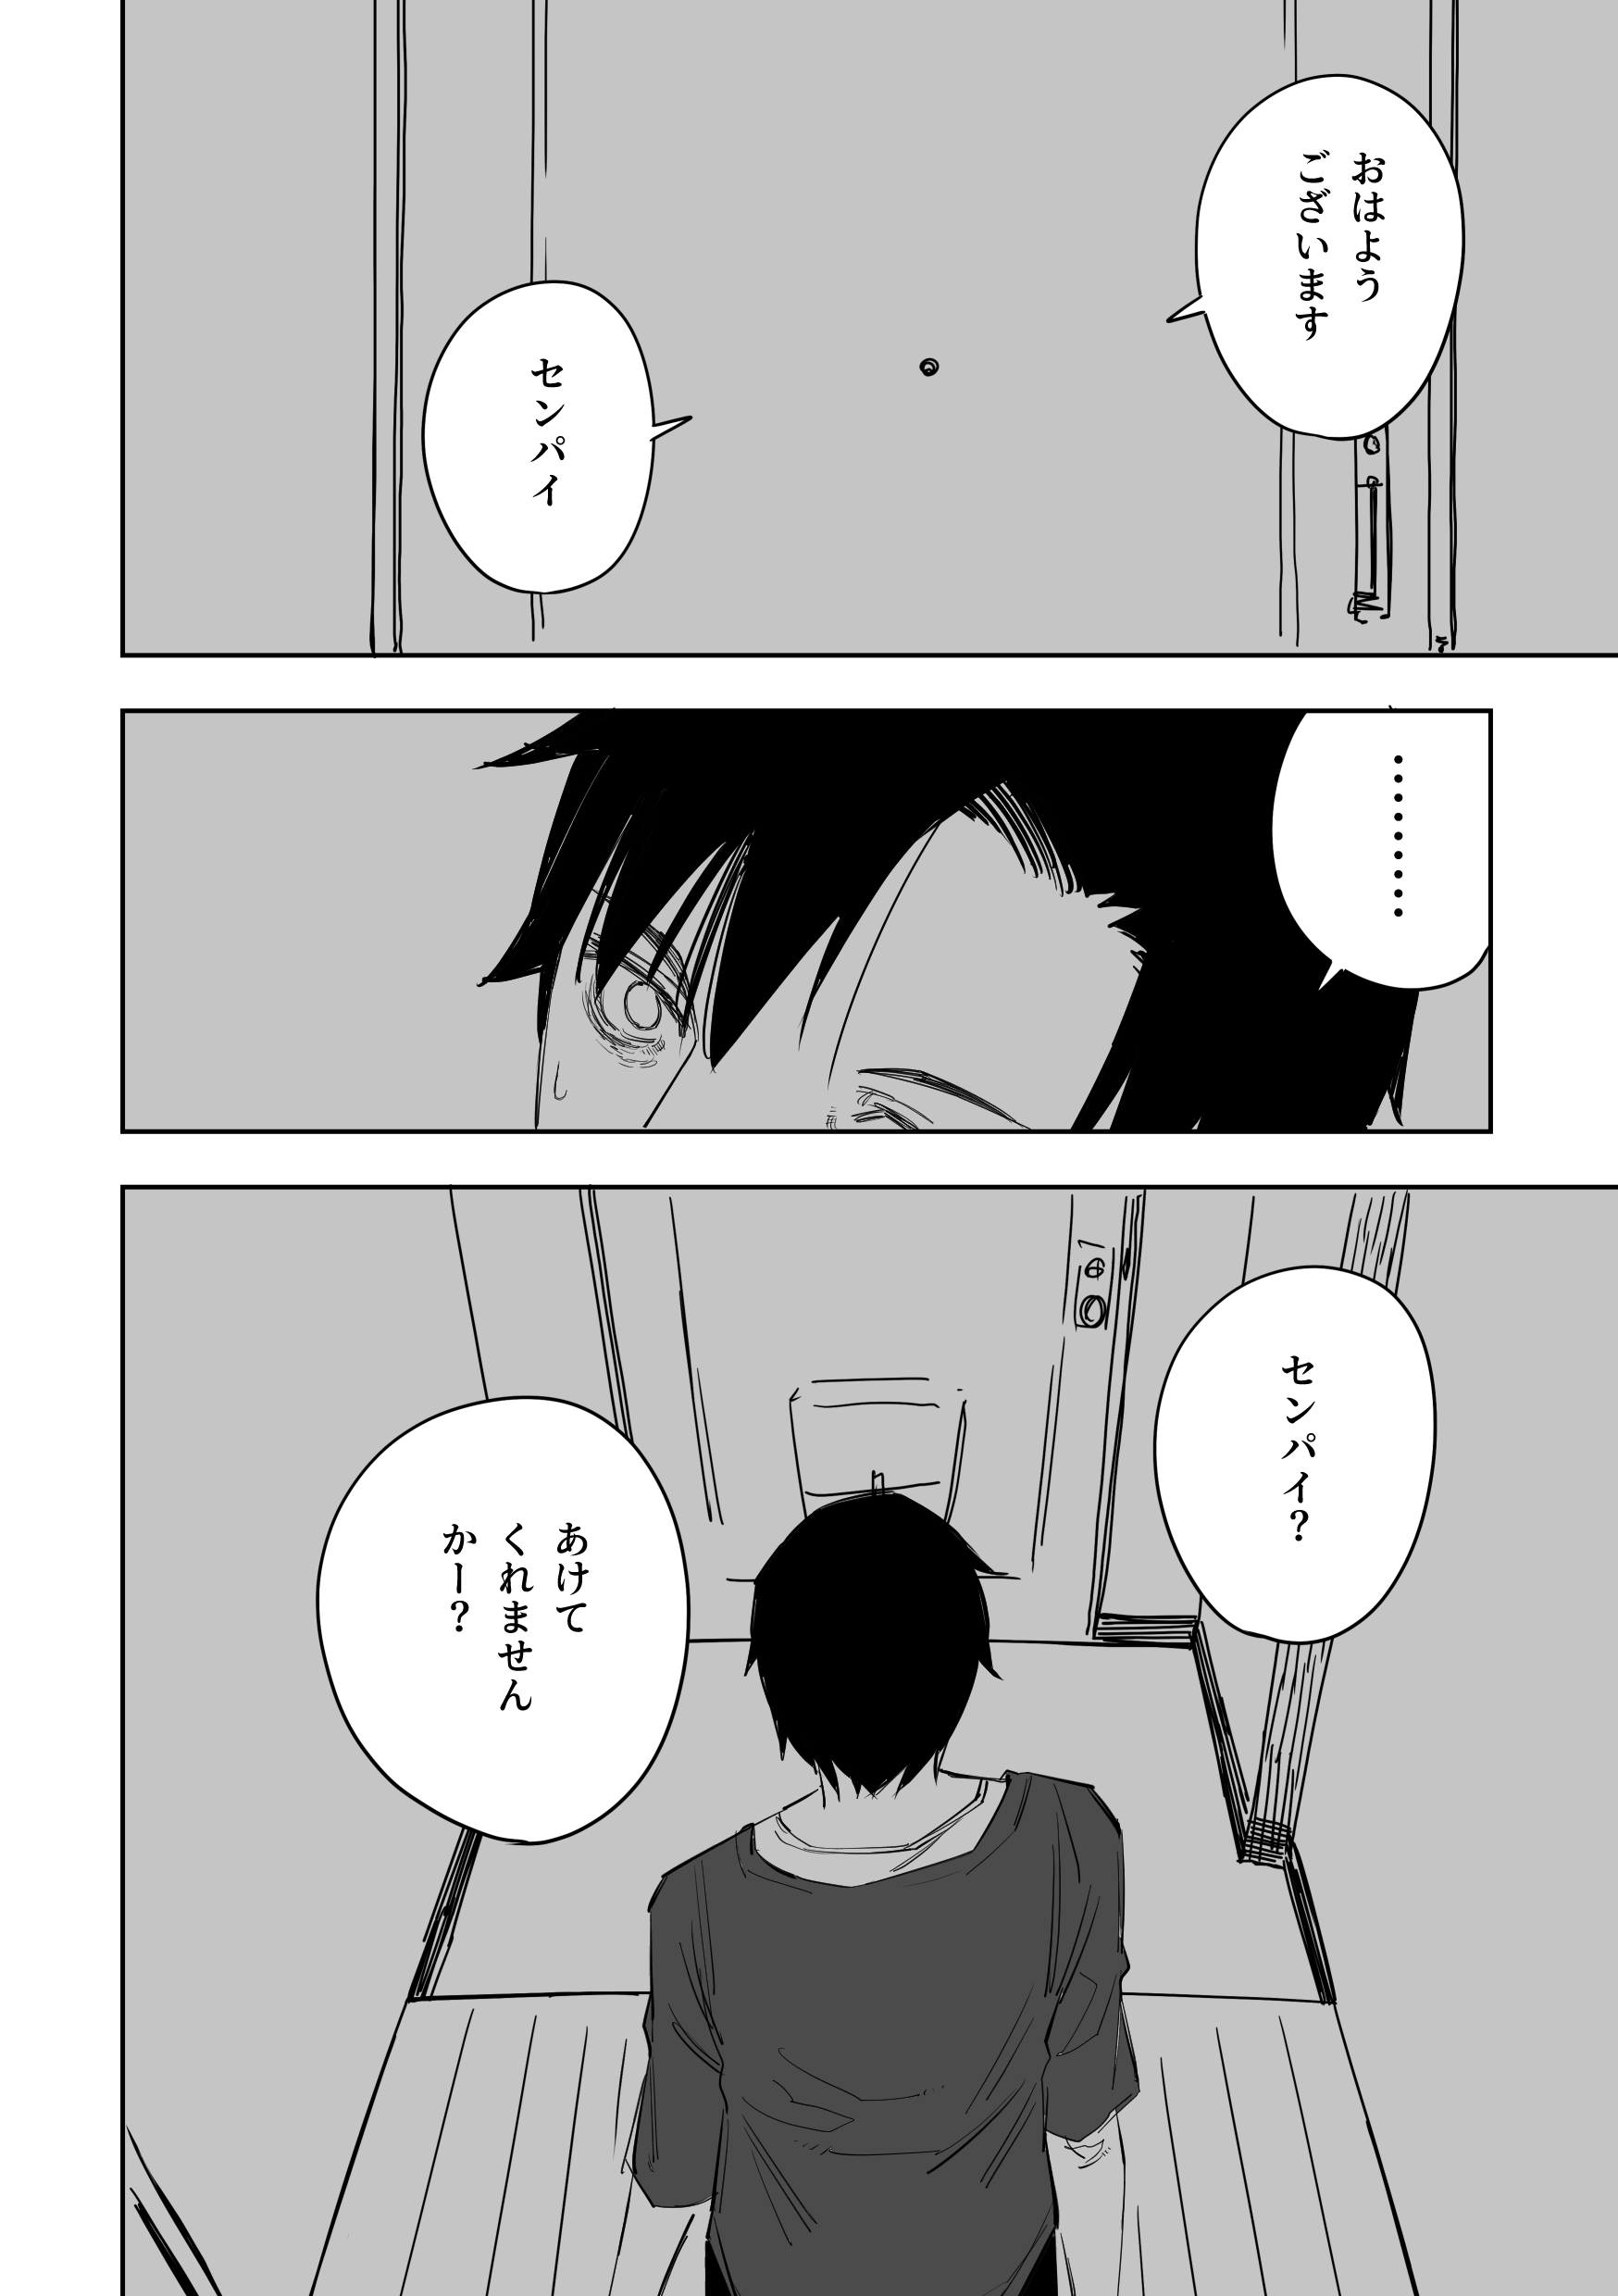 おはよう
ございます
センパイ
………
センパイ？
あけて
くれません
かー？